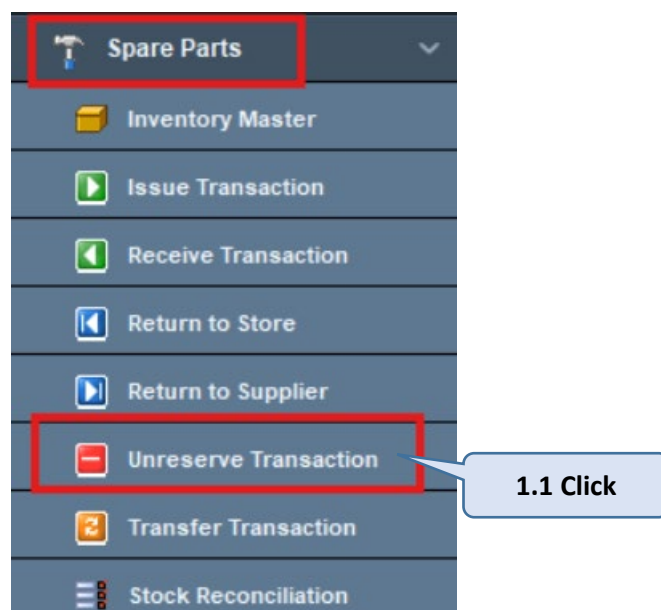 Spare Parts
Inventory Master
Issue Transaction
Receive Transaction
Return to Store
Return to Supplier
Unreserve Transaction
1.1 Click
Transfer Transaction
Stock Reconciliation